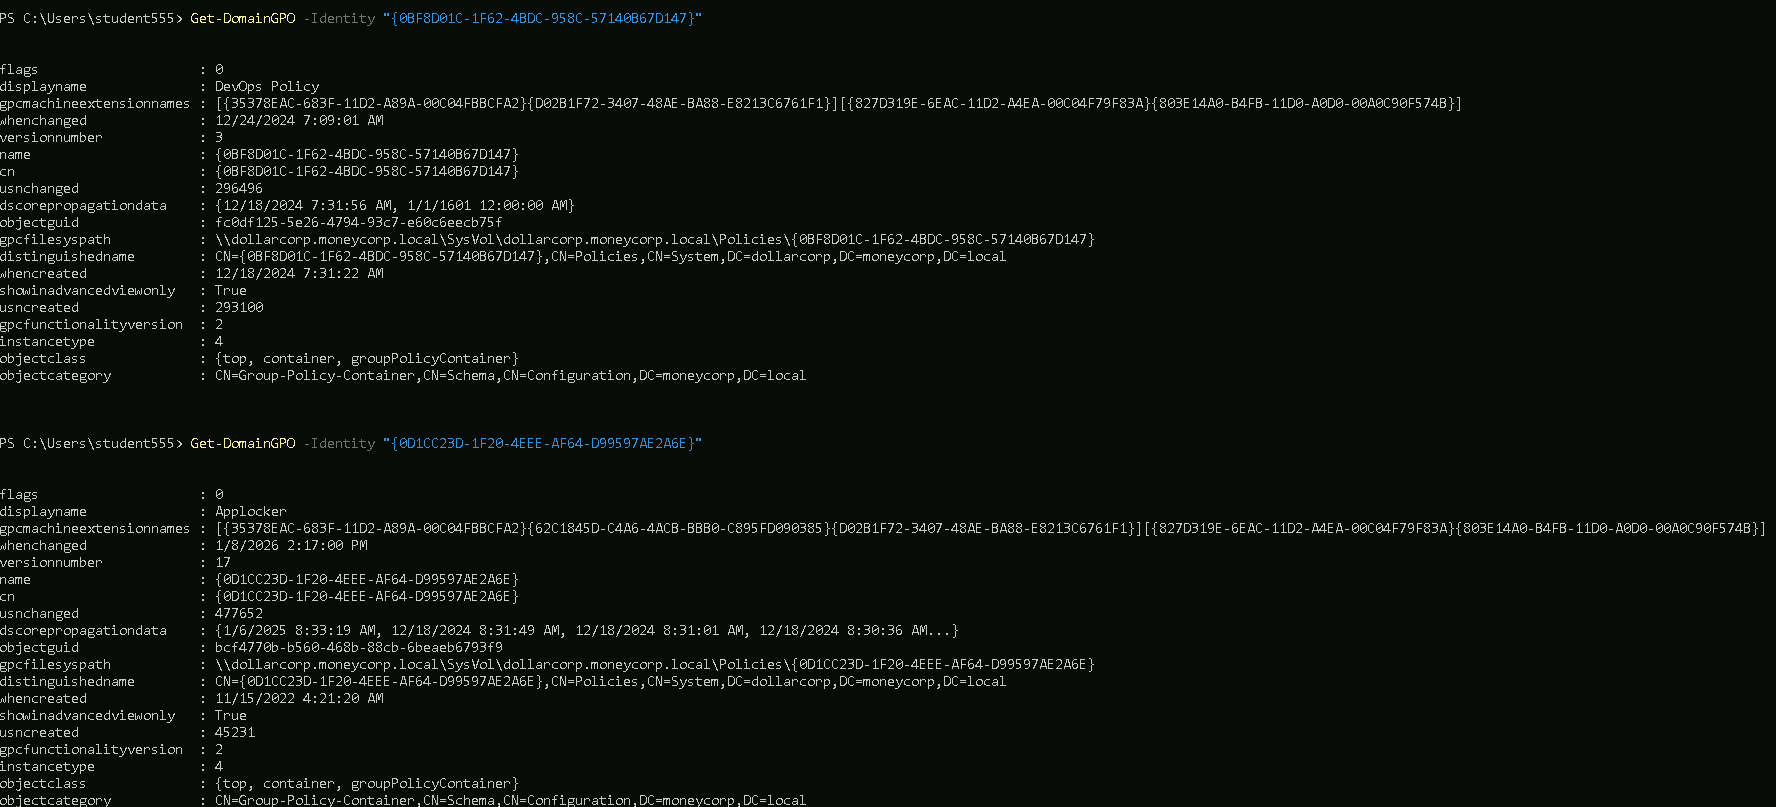 PS C:\Users\student555> Get-DomainGPO -Identity "{0BF8D01C-1F62-4BDC-958C-57140B67D147}"
flags : 0
displayname : DevOps Policy
gpcmachineextensionnames : [{35378EAC-683F-11D2-A89A-00C04FBBCFA2}{D02B1F72-3407-48AE-BA88-E8213C6761F1}][{827D319E-6EAC-11D2-A4EA-00C04F79F83A}{803E14A0-B4FB-11D0-A0D0-00A0C90F574B}]
whenchanged : 12/24/2024 7:09:01 AM
versionnumber : 3
name : {0BF8D01C-1F62-4BDC-958C-57140B67D147}
cn : {0BF8D01C-1F62-4BDC-958C-57140B67D147}
usnchanged : 296496
dscorepropagationdata : {12/18/2024 7:31:56 AM, 1/1/1601 12:00:00 AM}
objectguid : fc0df125-5e26-4794-93c7-e60c6eecb75f
gpcfilesyspath : \\dollarcorp.moneycorp.local\SysVol\dollarcorp.moneycorp.local\Policies\{0BF8D01C-1F62-4BDC-958C-57140B67D147}
distinguishedname : CN={0BF8D01C-1F62-4BDC-958C-57140B67D147},CN=Policies,CN=System,DC=dollarcorp,DC=moneycorp,DC=local
whencreated : 12/18/2024 7:31:22 AM
showinadvancedviewonly : True
usncreated : 293100
gpcfunctionalityversion : 2
instancetype : 4
objectclass : {top, container, groupPolicyContainer}
objectcategory : CN=Group-Policy-Container,CN=Schema,CN=Configuration,DC=moneycorp,DC=local
PS C:\Users\student555> Get-DomainGPO -Identity "{0D1CC23D-1F20-4EEE-AF64-D99597AE2A6E}"
flags : 0
displayname : Applocker
gpcmachineextensionnames : [{35378EAC-683F-11D2-A89A-00C04FBBCFA2}{62C1845D-C4A6-4ACB-BBB0-C895FD090385}{D02B1F72-3407-48AE-BA88-E8213C6761F1}][{827D319E-6EAC-11D2-A4EA-00C04F79F83A}{803E14A0-B4FB-11D0-A0D0-00A0C90F574B}]
whenchanged : 1/8/2026 2:17:00 PM
versionnumber : 17
name : {0D1CC23D-1F20-4EEE-AF64-D99597AE2A6E}
cn : {0D1CC23D-1F20-4EEE-AF64-D99597AE2A6E}
usnchanged : 477652
dscorepropagationdata : {1/6/2025 8:33:19 AM, 12/18/2024 8:31:49 AM, 12/18/2024 8:31:01 AM, 12/18/2024 8:30:36 AM...}
objectguid : bcf4770b-b560-468b-88cb-6beaeb6793f9
gpcfilesyspath : \\dollarcorp.moneycorp.local\SysVol\dollarcorp.moneycorp.local\Policies\{0D1CC23D-1F20-4EEE-AF64-D99597AE2A6E}
distinguishedname : CN={0D1CC23D-1F20-4EEE-AF64-D99597AE2A6E},CN=Policies,CN=System,DC=dollarcorp,DC=moneycorp,DC=local
whencreated : 11/15/2022 4:21:20 AM
showinadvancedviewonly : True
usncreated : 45231
gpcfunctionalityversion : 2
instancetype : 4
objectclass : {top, container, groupPolicyContainer}
objectcategory : CN=Group-Policy-Container,CN=Schema,CN=Configuration,DC=moneycorp,DC=local